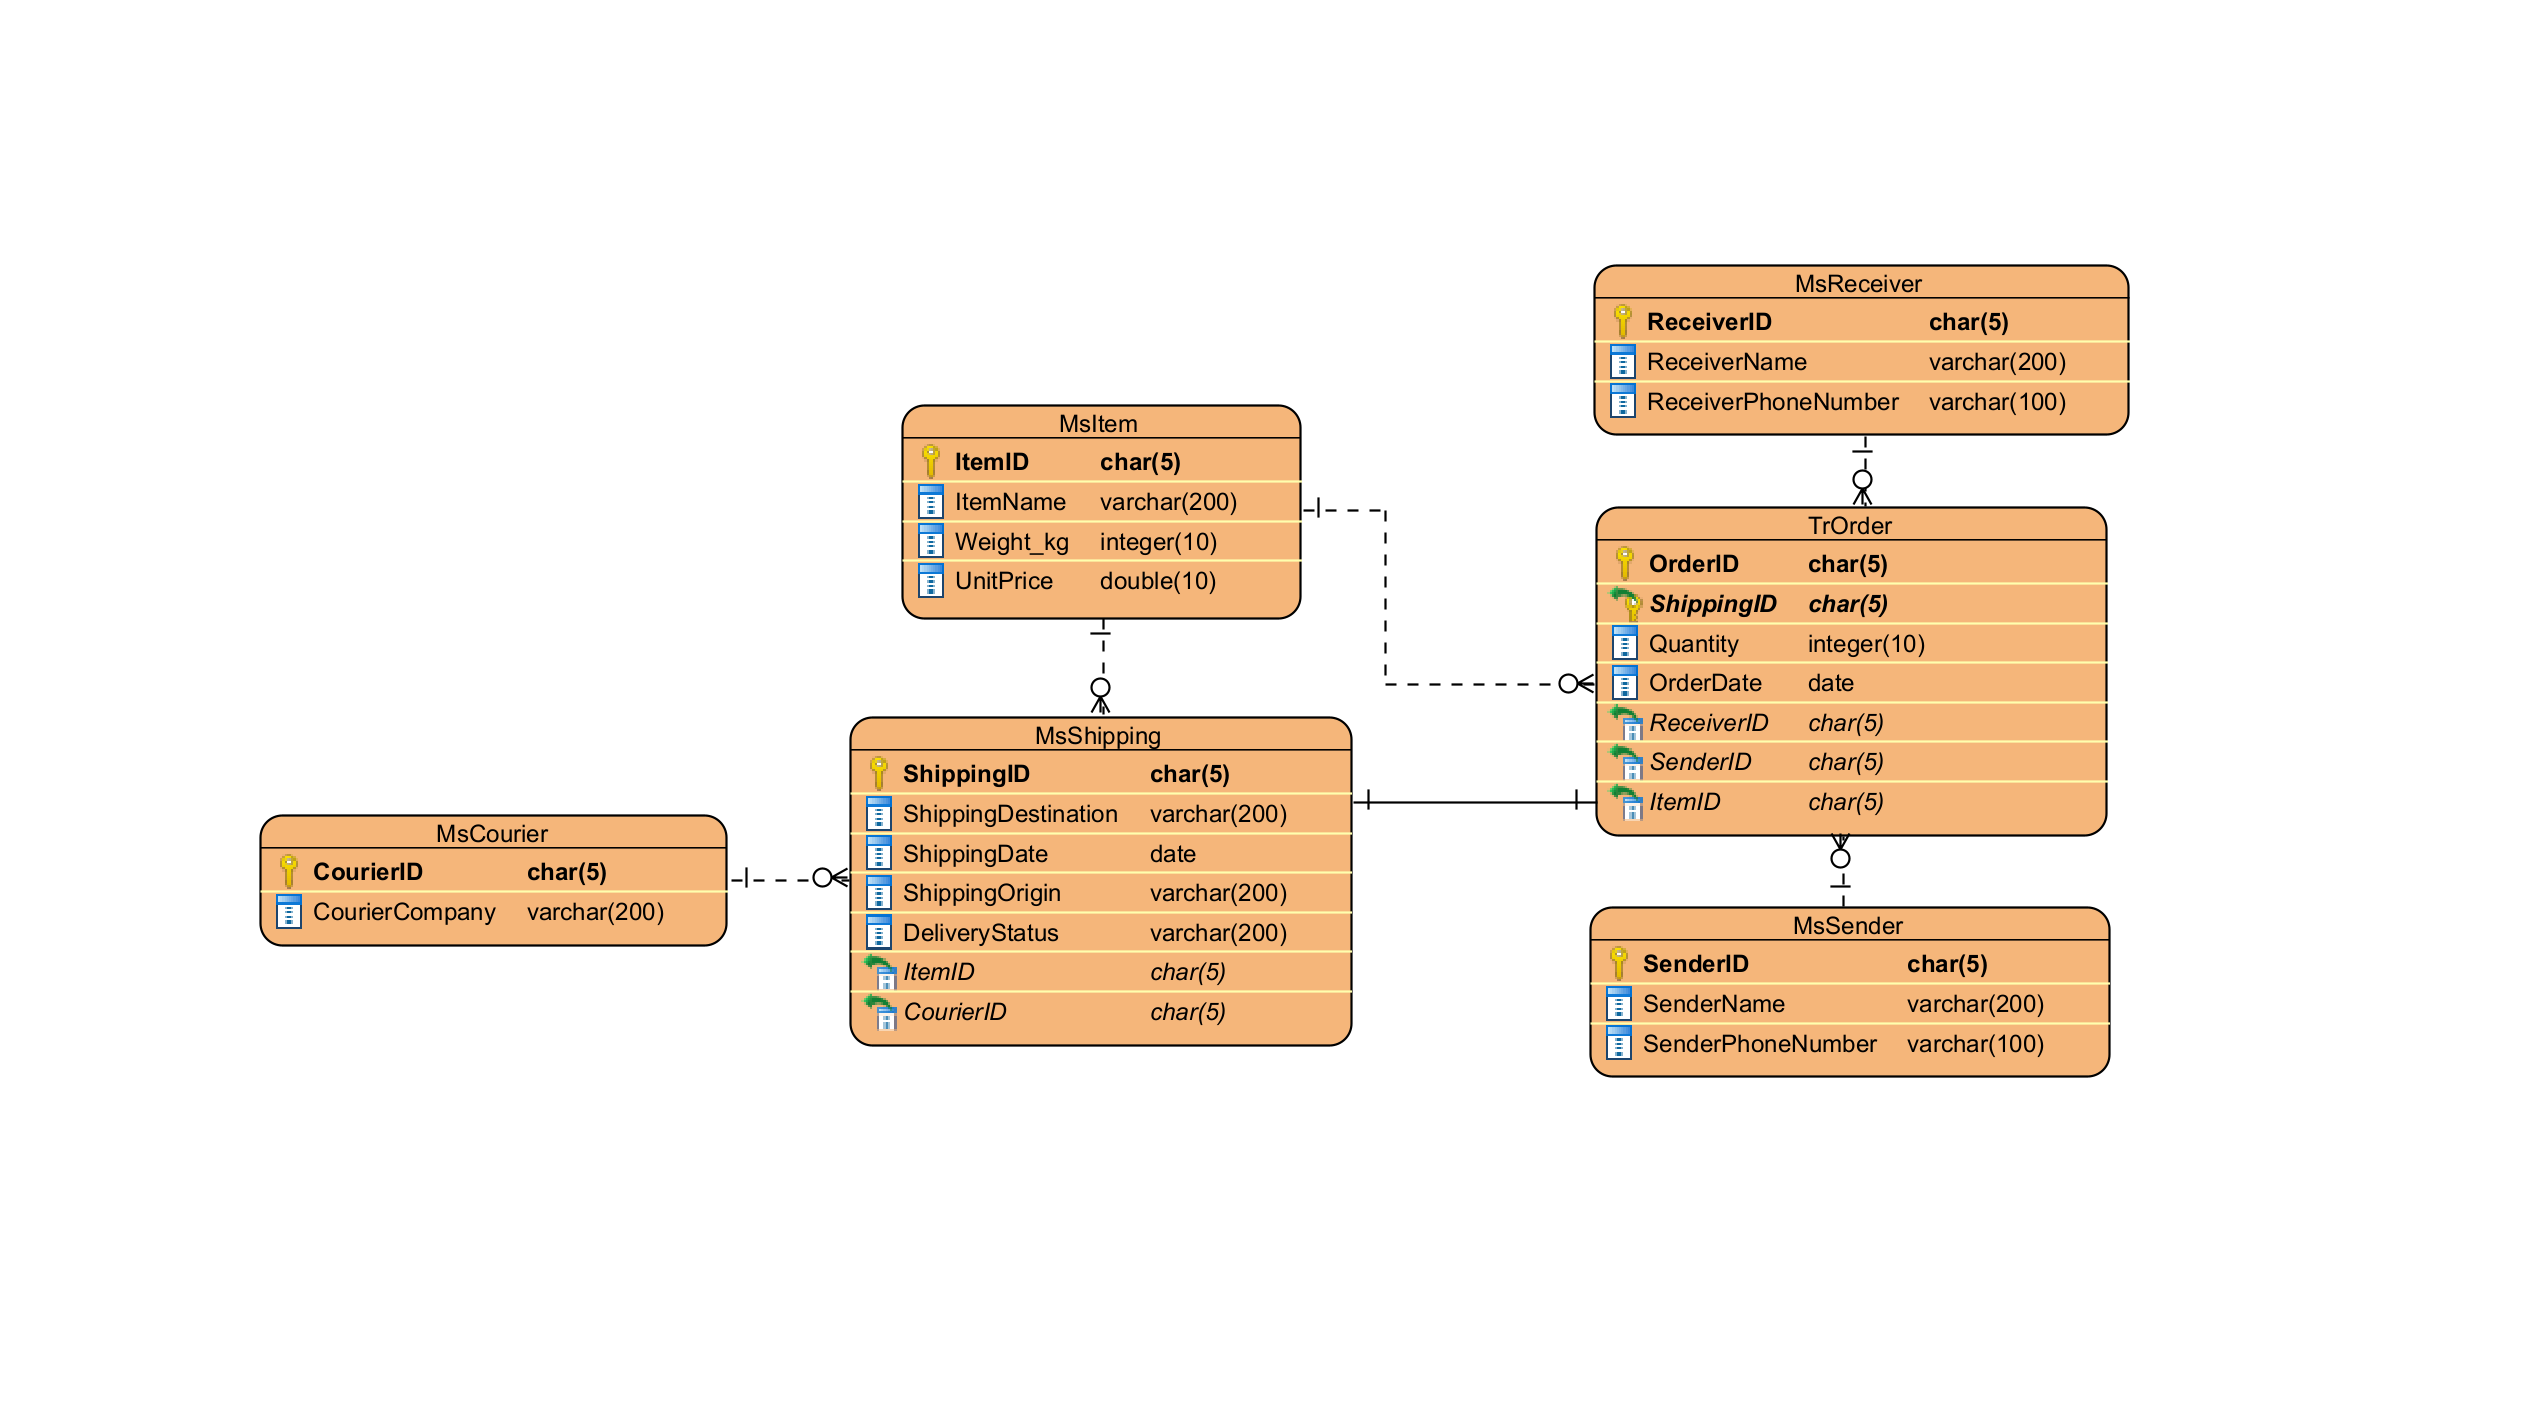 MsReceiver
ReceiverID char(5)
ReceiverName varchar(200)
ReceiverPhoneNumber varchar(100)
MsItem
ItemID char(5)
ItemName varchar(200)
Weight_kg integer(10)
UnitPrice double(10)
TrOrder
OrderID char(5)
ShippingID char(5)
Quantity integer(10)
OrderDate date
ReceiverID char(5)
SenderID char(5)
ItemID char(5)
MsShipping
ShippingID char(5)
ShippingDestination varchar(200)
ShippingDate date
ShippingOrigin varchar(200)
DeliveryStatus varchar(200)
ItemID char(5)
CourierID char(5)
MsCourier
CourierID char(5)
CourierCompany varchar(200)
MsSender
SenderID char(5)
SenderName varchar(200)
SenderPhoneNumber varchar(100)